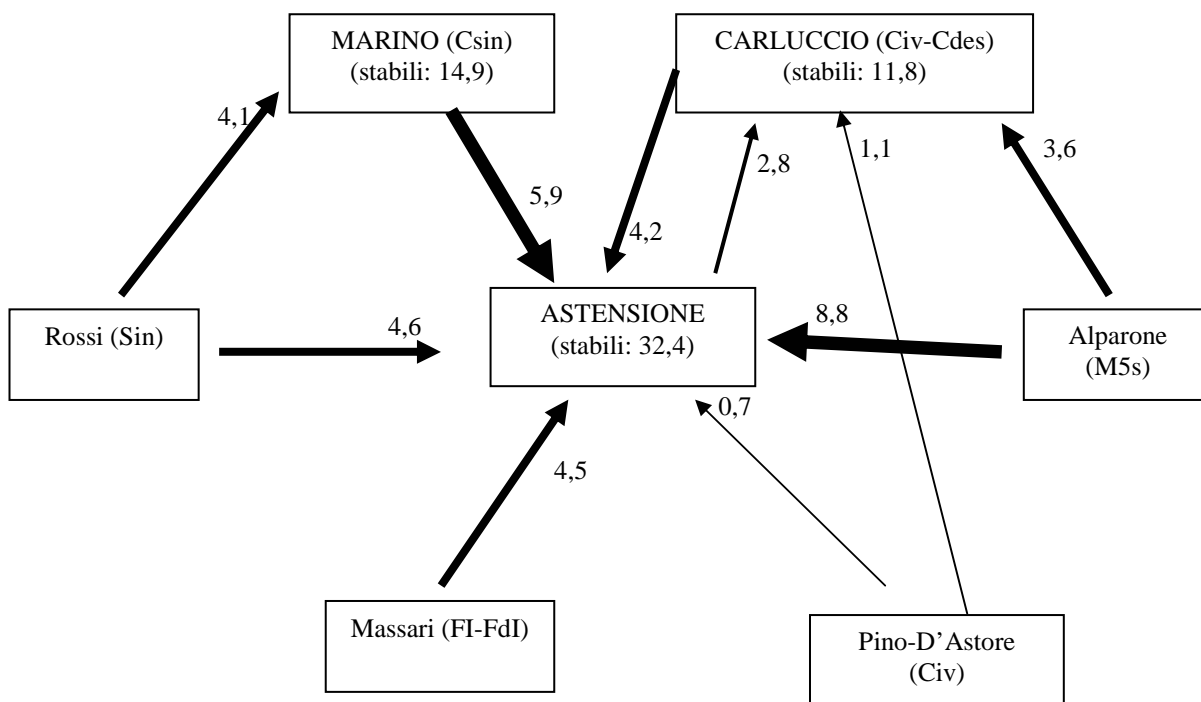 MARINO (Csin)
(stabili: 14,9)
CARLUCCIO (Civ-Cdes)
(stabili: 11,8)
4,1
2,8
1,1
3,6
5,9
4,2
Rossi (Sin)
4,6
ASTENSIONE
(stabili: 32,4)
8,8
Alparone
(M5s)
0,7
4,5
Massari (FI-FdI)
Pino-D’Astore
(Civ)